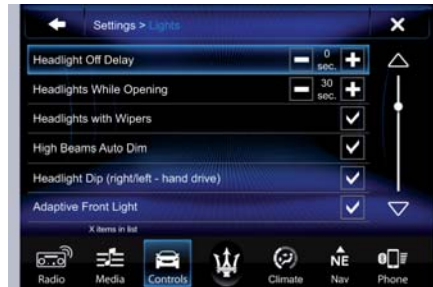 Settings > Lights
Headlight Off Delay
0
sec.
Headlights While Opening
30
sec.
Headlights with Wipers
High Beams Auto Dim
Headlight Dip (right/left - hand drive)
Adaptive Front Light
X items in list
NE
Radio Media Controls Climate Nav Phone